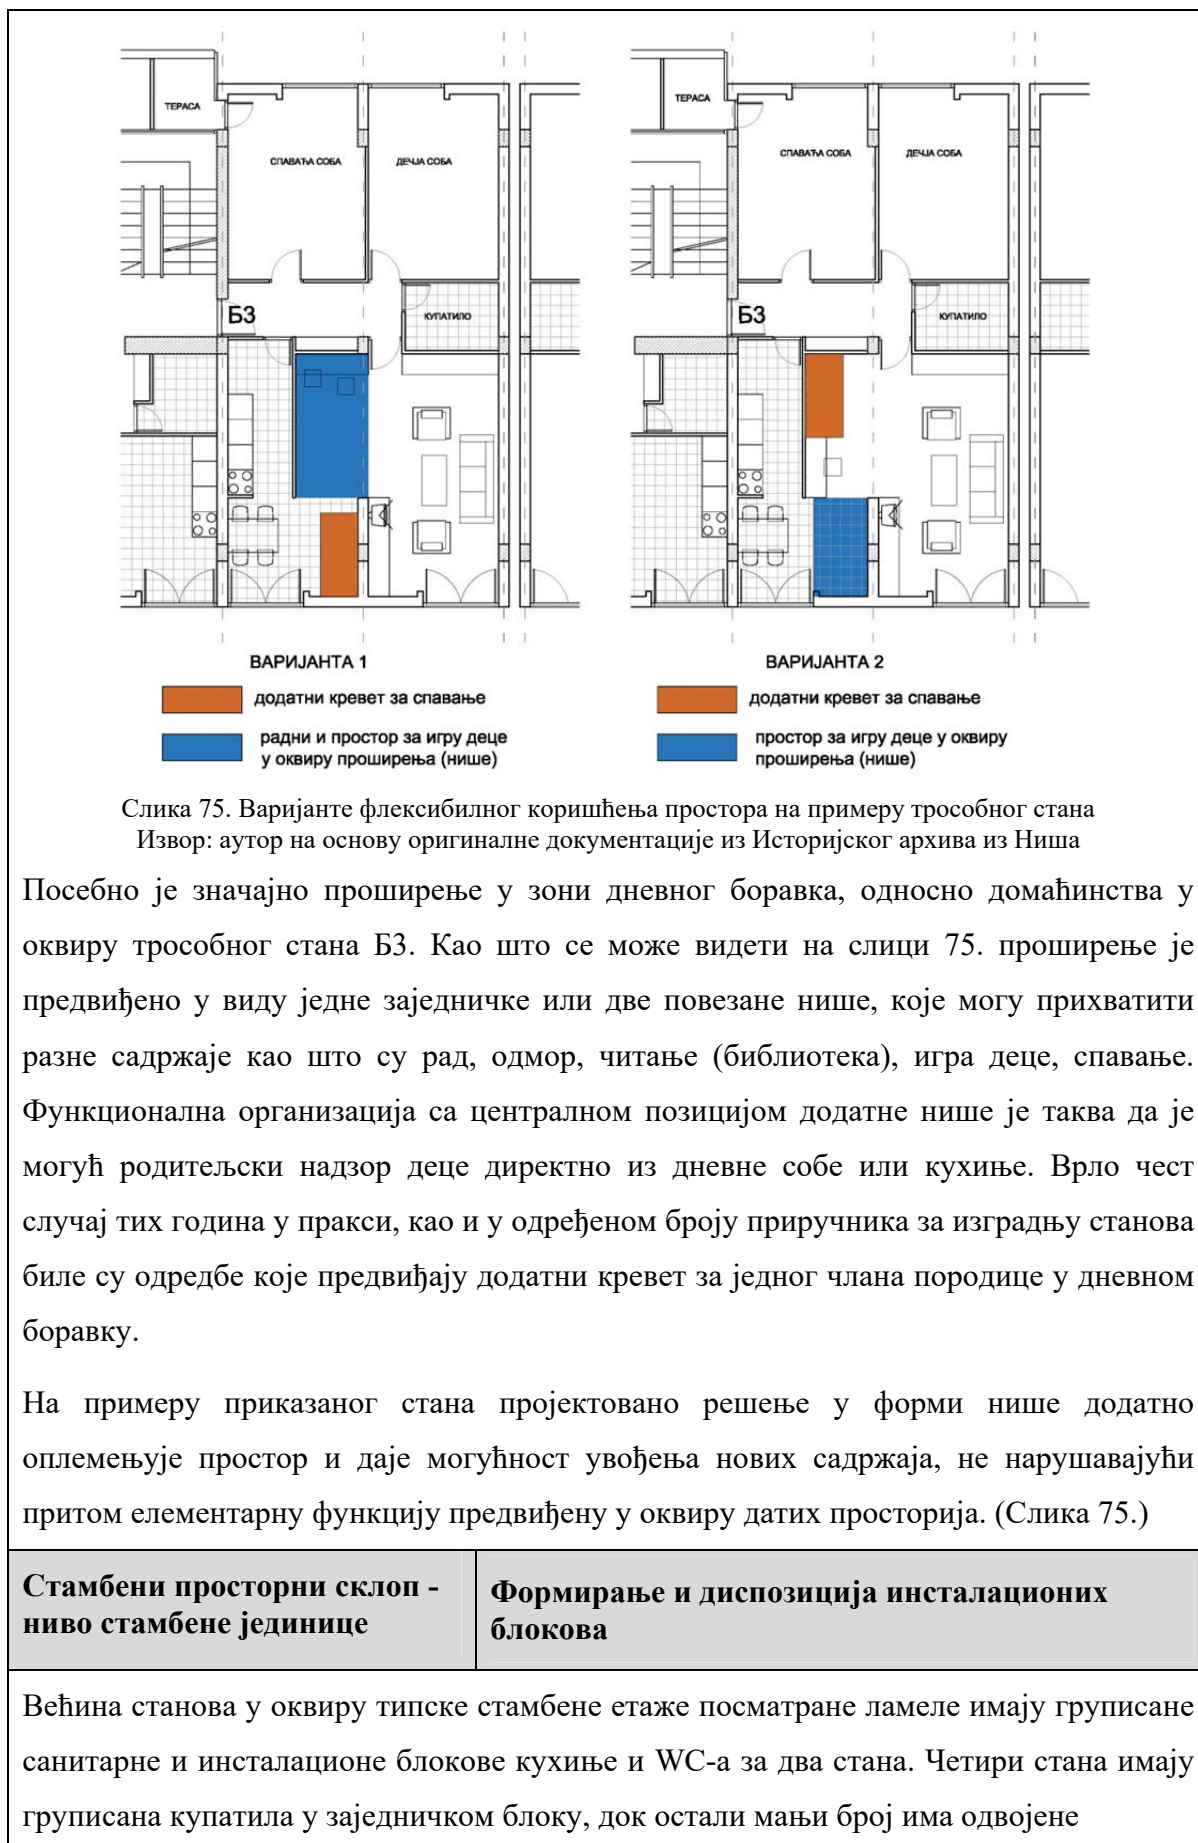 ТЕРАСА
СПАВАЋА СОБА
ДЕЧЈА СОБА
Б3
КУПАТИЛО
ТЕРАСА
СПАВАЋА СОБА
ДЕЧЈА СОБА
Б3
КУПАТИЛО
ВАРИЈАНТА 1
додатни кревет за спавање
радни и простор за игру деце
у оквиру проширења (нише)
ВАРИЈАНТА 2
додатни кревет за спавање
простор за игру деце у оквиру
проширења (нише)
Слика 75. Варијанте флексибилног коришћења простора на примеру трособног стана
Извор: аутор на основу оригиналне документације из Историјског архива из Ниша
Посебно је значајно проширење у зони дневног боравка, односно домаћинства у
оквиру трособног стана Б3. Као што се може видети на слици 75. проширење је
предвиђено у виду једне заједничке или две повезане нише, које могу прихватити
разне садржаје као што су рад, одмор, читање (библиотека), игра деце, спавање.
Функционална организација са централном позицијом додатне нише је таква да је
могућ родитељски надзор деце директно из дневне собе или кухиње. Врло чест
случај тих година у пракси, као и у одређеном броју приручника за изградњу станова
биле су одредбе које предвиђају додатни кревет за једног члана породице у дневном
боравку.
На примеру приказаног стана пројектовано решење у форми нише додатно
оплемењује простор и даје могућност увођења нових садржаја, не нарушавајући
притом елементарну функцију предвиђену у оквиру датих просторија. (Слика 75.)
Стамбени просторни склоп -
ниво стамбене јединице
Формирање и диспозиција инсталационих
блокова
Већина станова у оквиру типске стамбене етаже посматране ламеле имају груписане
санитарне и инсталационе блокове кухиње и WC-а за два стана. Четири стана имају
груписана купатила у заједничком блоку, док остали мањи број има одвојене